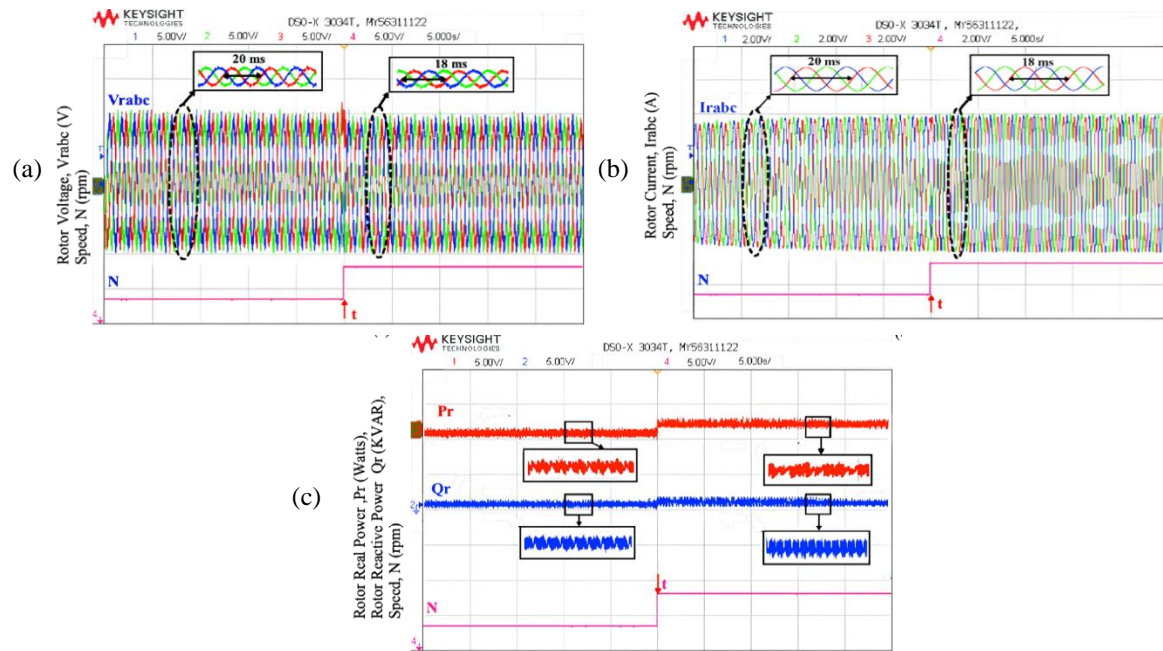 KEYSIGHT
TECHNOLOGIES
DSO-X 3034T, MY56311122
1 5.00V/ 2 5.00V/ 3 5.00V/ 4 5.00V/ 5.000s/
20 ms
18 ms
Vrabc
(a)
Rotor Voltage, Vrabc (V)
Speed, N (rpm)
N
t
KEYSIGHT
TECHNOLOGIES
DSO-X 3034T, MY56311122,
1 2.00V/ 2 2.00V/ 3 2.00V/ 4 2.00V/ 5.000s/
20 ms
18 ms
Irabc
(b)
Rotor Current, Irabc (A)
Speed, N (rpm)
N
t
KEYSIGHT
TECHNOLOGIES
DSO-X 3034T, MY56311122
1 5.00V/ 2 5.00V/ 4 5.00V/ 5.000s/
Pr
Qr
(c)
Rotor Real Power ,Pr (Watts),
Rotor Reactive Power Qr (KVAR),
Speed, N (rpm)
N
t